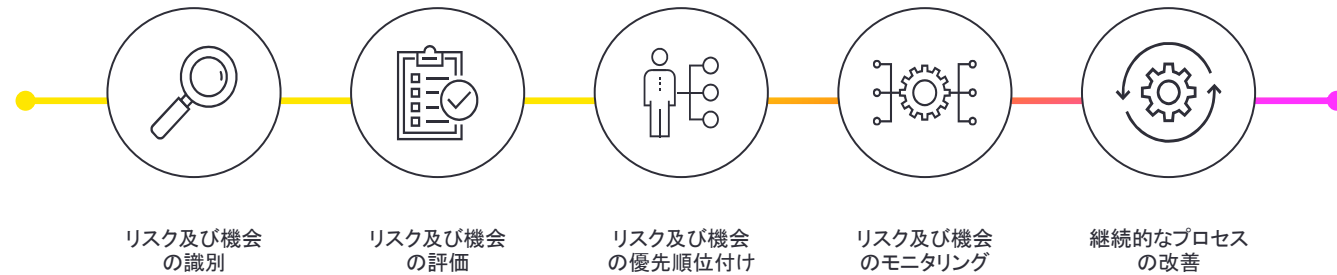 リスク及び機会
の識別
リスク及び機会
の評価
リスク及び機会
の優先順位付け
リスク及び機会
のモニタリング
継続的なプロセス
の改善